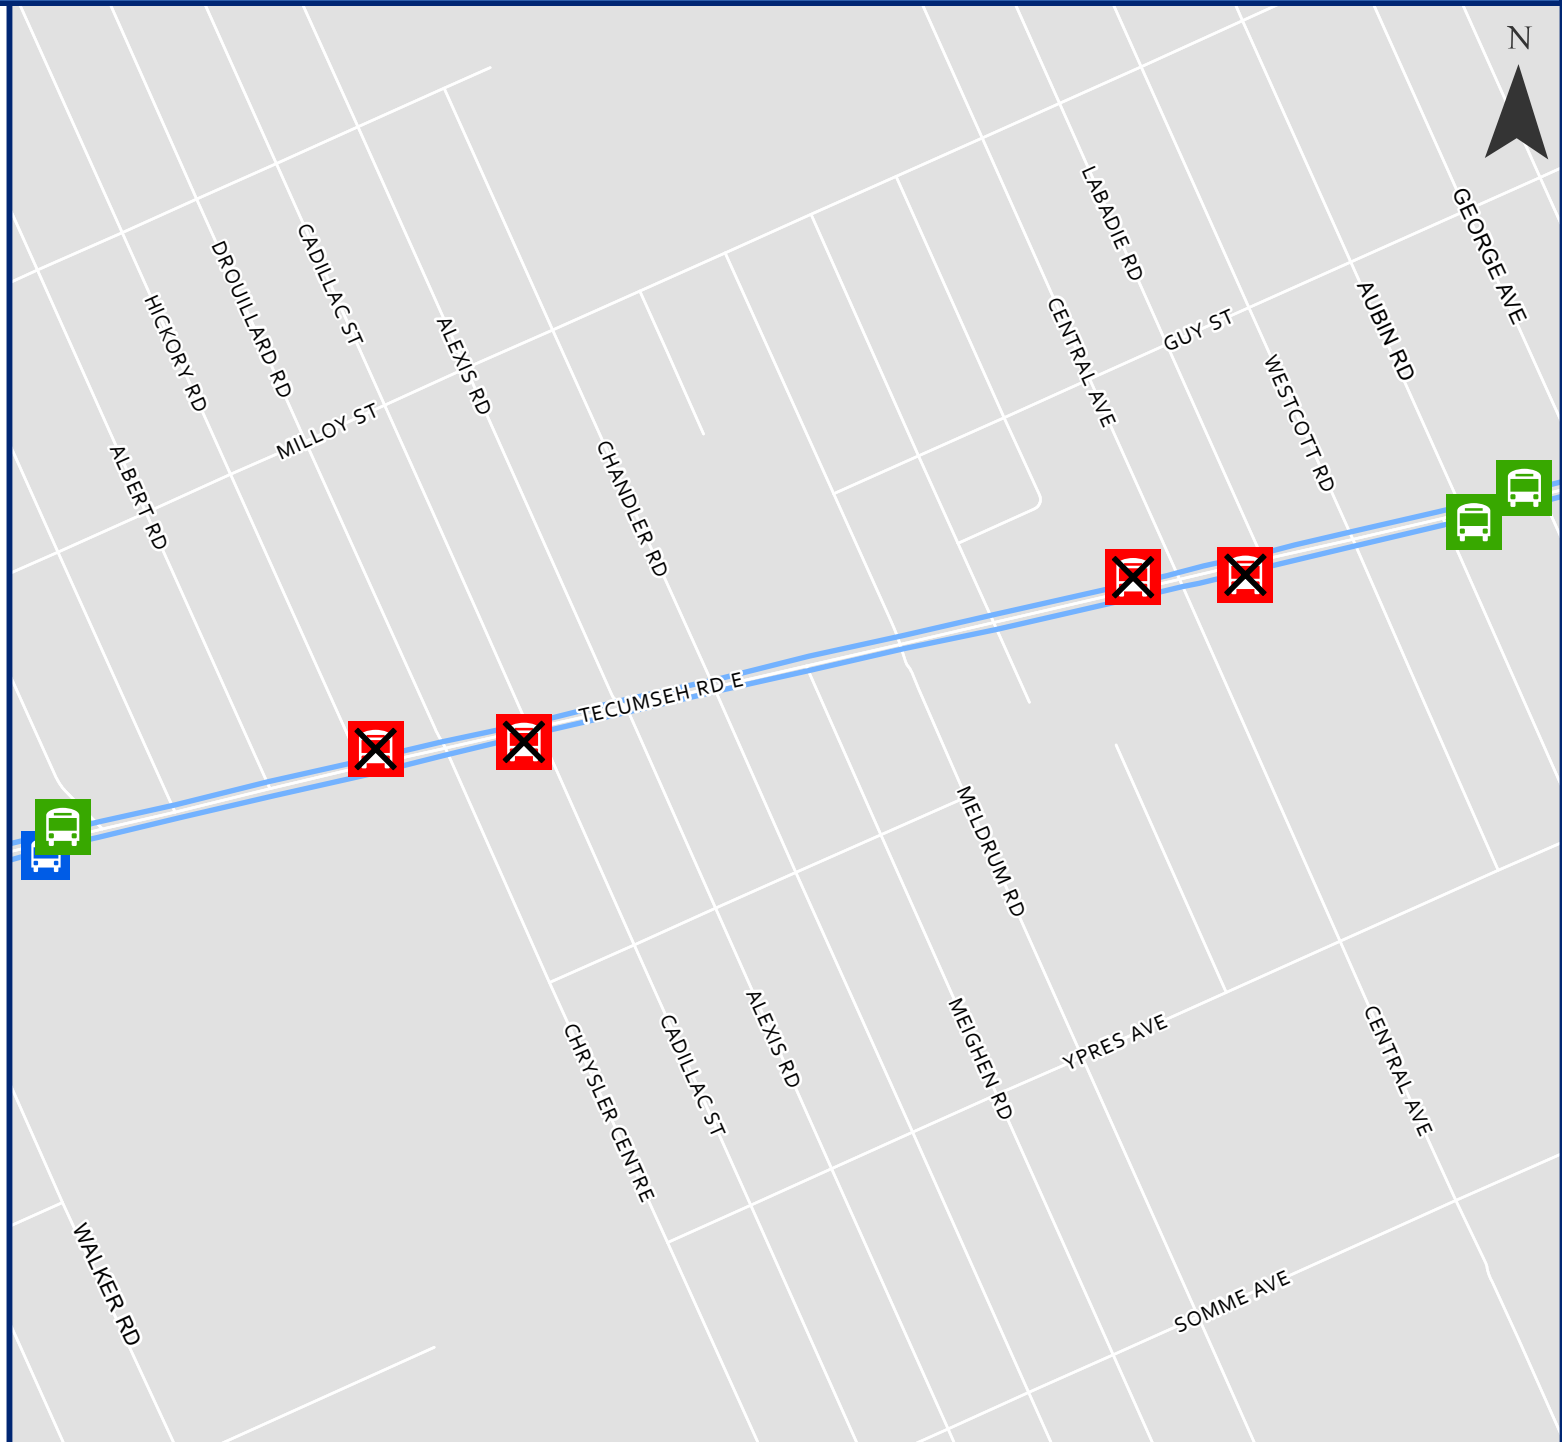 N
LABADIE RD
GEORGE AVE
CADILLAC ST
DROUILLARD RD
HICKORY RD
AUBIN RD
CENTRAL AVE
GUY ST
ALEXIS RD
WESTCOTT RD
MILLOY ST
ALBERT RD
CHANDLER RD
TECUMSEH RD E
MELDRUM RD
ALEXIS RD
MEIGHEN RD
CADILLAC ST
CHRYSLER CENTRE
YPRES AVE
CENTRAL AVE
WALKER RD
SOMME AVE